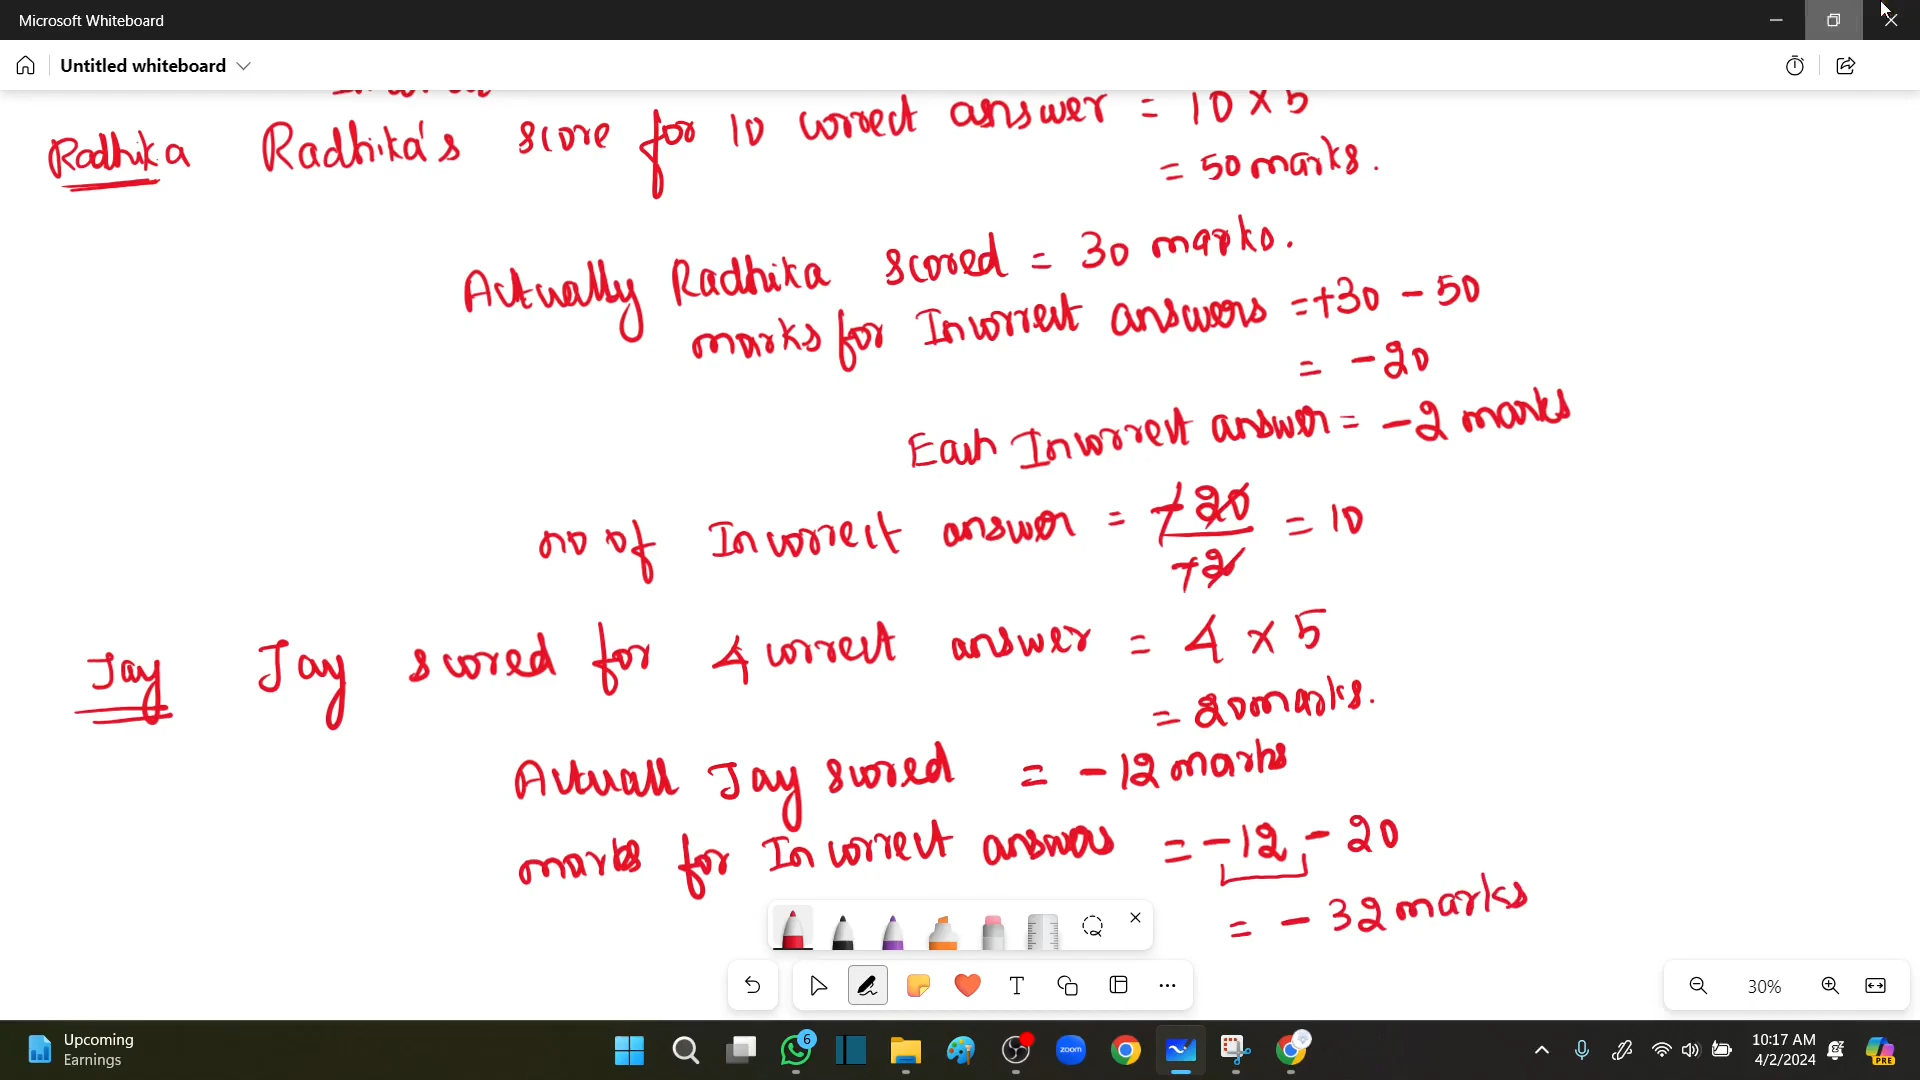 Microsoft Whiteboard
Untitled whiteboard
Radhika Radhika's score for 10 correct answer = 10 x 5
= 50 marks.
Actually Radhika scored = 30 marks.
marks for Incorrect answers = +30 - 50
= -20
Each Incorrect answer = -2 marks
no of Incorrect answer = -20/-2 = 10
Jay Jay scored for 4 correct answer = 4 x 5
= 20 marks.
Actuall Jay scored = -12 marks
marks for Incorrect answers = -12 - 20
= - 32 marks
30%
Upcoming
Earnings
6
zoom
10:17 AM
4/2/2024
PRE